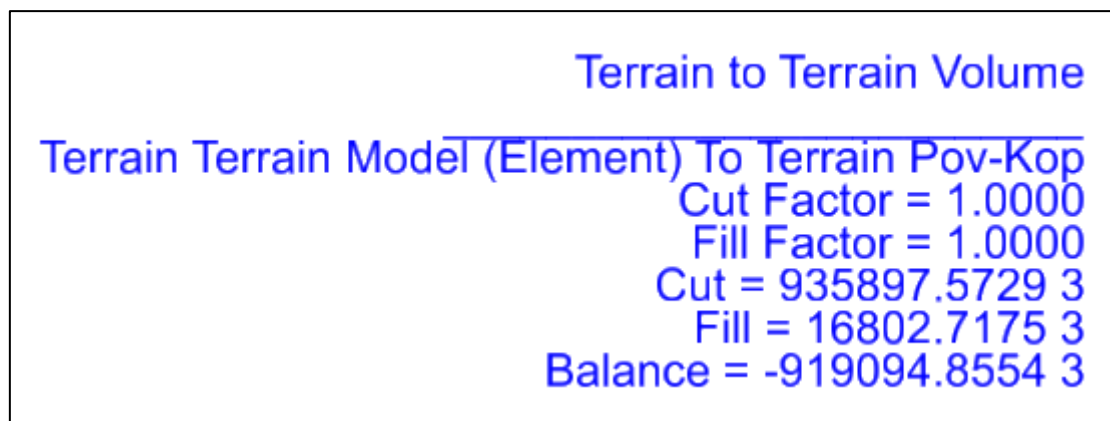 Terrain to Terrain Volume
Terrain Terrain Model (Element) To Terrain Pov-Kop
Cut Factor = 1.0000
Fill Factor = 1.0000
Cut = 935897.5729 3
Fill = 16802.7175 3
Balance = -919094.8554 3